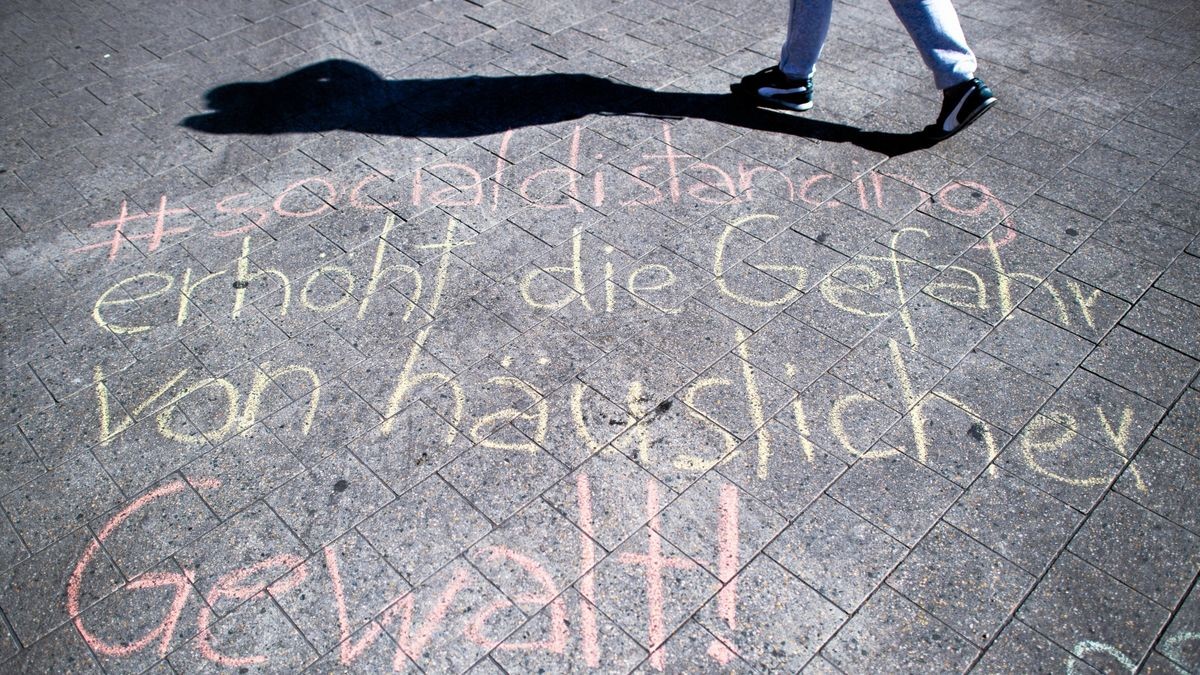 #socialdistancing
erhöht die Gefahr
von häuslicher
Gewalt!